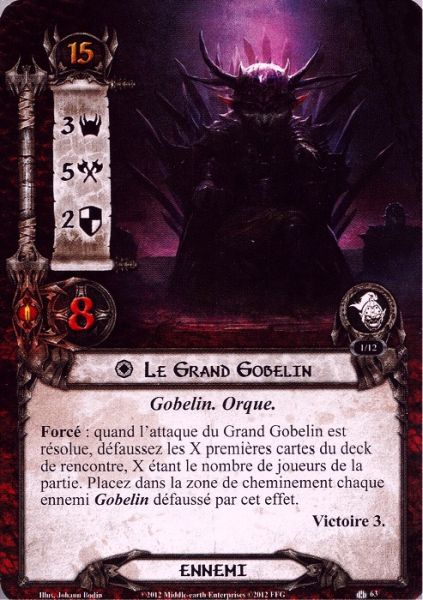 15
3
5
2
8
1/12
Le Grand Gobelin
Gobelin. Orque.
Forcé : quand l'attaque du Grand Gobelin est
résolue, défaussez les X premières cartes du deck
de rencontre, X étant le nombre de joueurs de la
partie. Placez dans la zone de cheminement chaque
ennemi Gobelin défaussé par cet effet.
Victoire 3.
ENNEMI
Illus. Johann Bodin ©2012 Middle-earth Enterprises ©2012 FFG 63